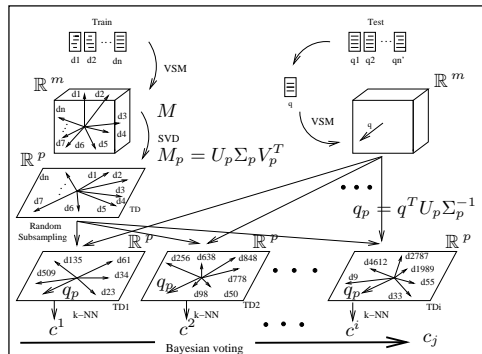 Train
Test
d1 d2 ... dn
q1 q2 ... qn'
VSM
q
VSM
ℝ^m
ℝ^m
d1 d2
dn
d3
d4
d7 d6 d5
M
q
SVD
M_p = U_p Σ_p V_p^T
ℝ^p
dn d1 d2
d3
d4
d7 d6 d5
TD
q_p = q^T U_p Σ_p^{-1}
Random
Subsampling
ℝ^p ℝ^p ℝ^p
d135 d61
d509 d34
q_p d23
TD1
d256 d638 d848
d778
q_p d98 d50
TD2
d4612 d2787
d1989
d9 d55
q_p d33
TDi
k-NN k-NN k-NN
c^1 c^2 ... c^i
Bayesian voting
c_j